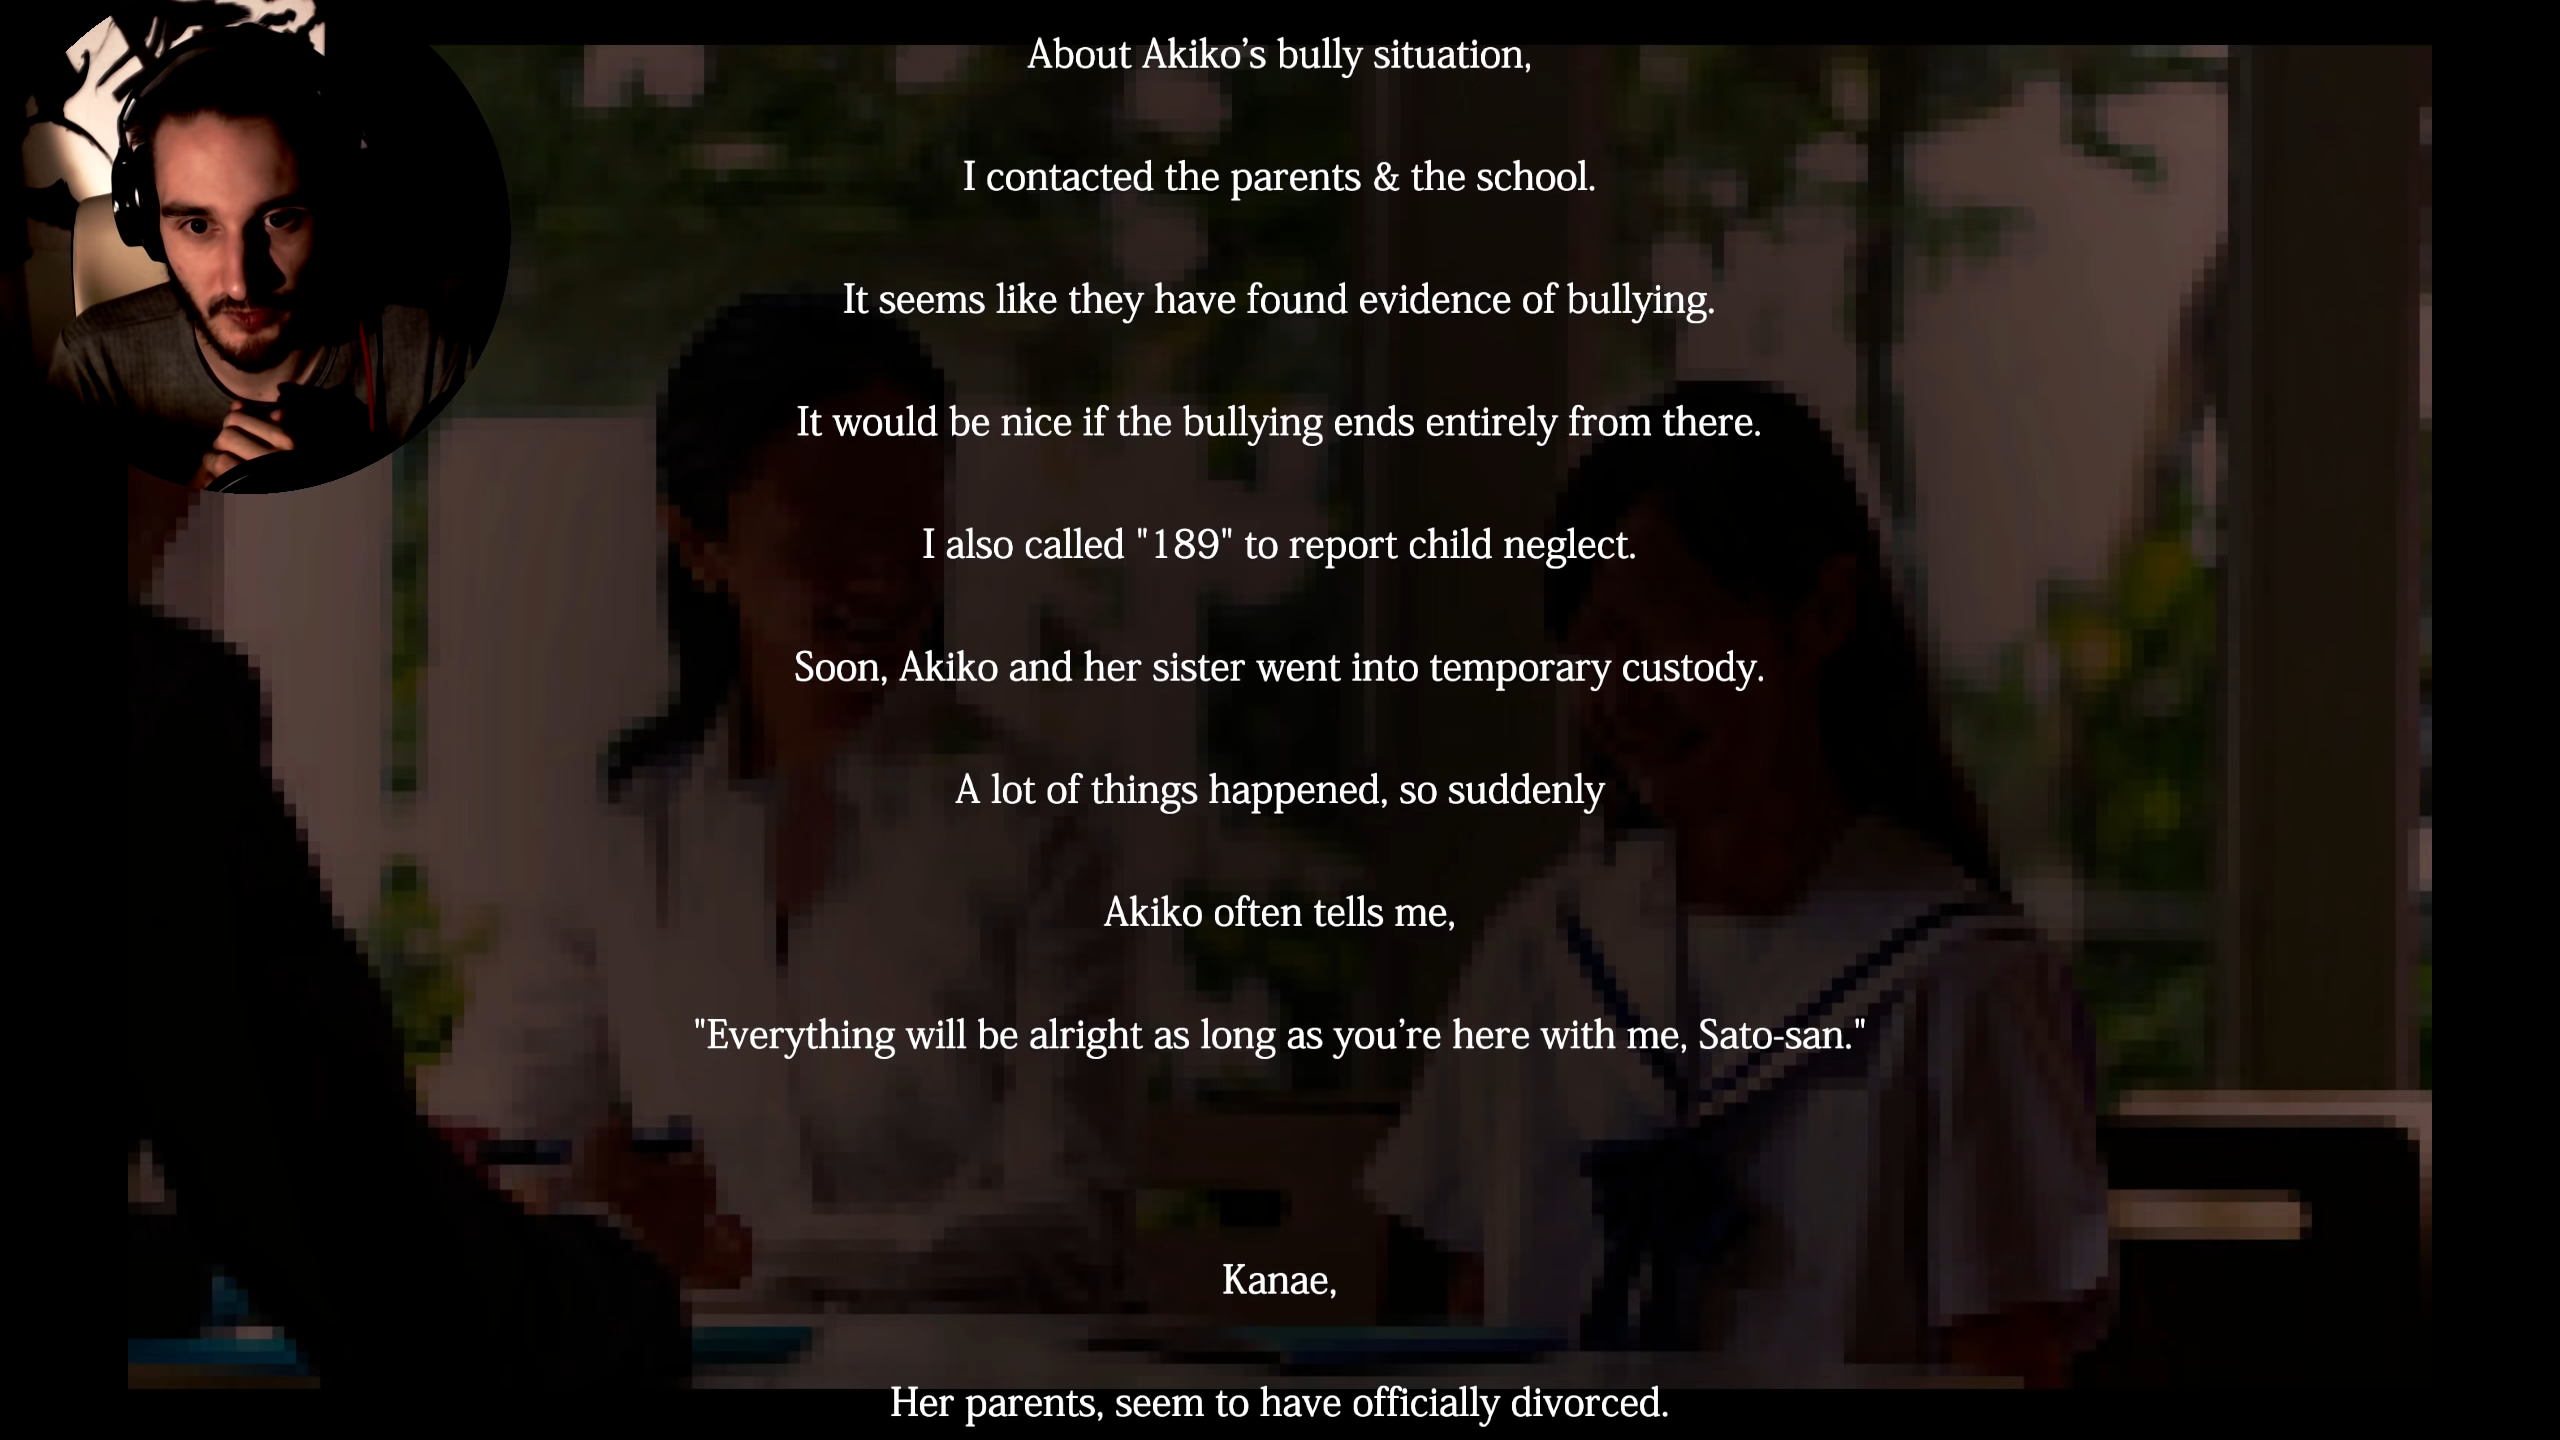 About Akiko’s bully situation,
I contacted the parents & the school.
It seems like they have found evidence of bullying.
It would be nice if the bullying ends entirely from there.
I also called "189" to report child neglect.
Soon, Akiko and her sister went into temporary custody.
A lot of things happened, so suddenly
Akiko often tells me,
"Everything will be alright as long as you’re here with me, Sato-san."
Kanae,
Her parents, seem to have officially divorced.